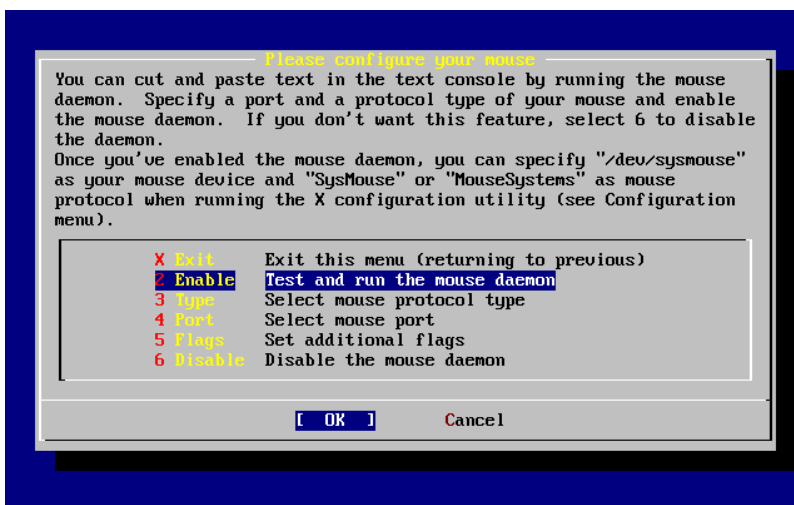 Please configure your mouse
You can cut and paste text in the text console by running the mouse
daemon.  Specify a port and a protocol type of your mouse and enable
the mouse daemon.  If you don't want this feature, select 6 to disable
the daemon.
Once you've enabled the mouse daemon, you can specify "/dev/sysmouse"
as your mouse device and "SysMouse" or "MouseSystems" as mouse
protocol when running the X configuration utility (see Configuration
menu).
X Exit    Exit this menu (returning to previous)
2 Enable  Test and run the mouse daemon
3 Type    Select mouse protocol type
4 Port    Select mouse port
5 Flags   Set additional flags
6 Disable Disable the mouse daemon
[  OK  ]       Cancel